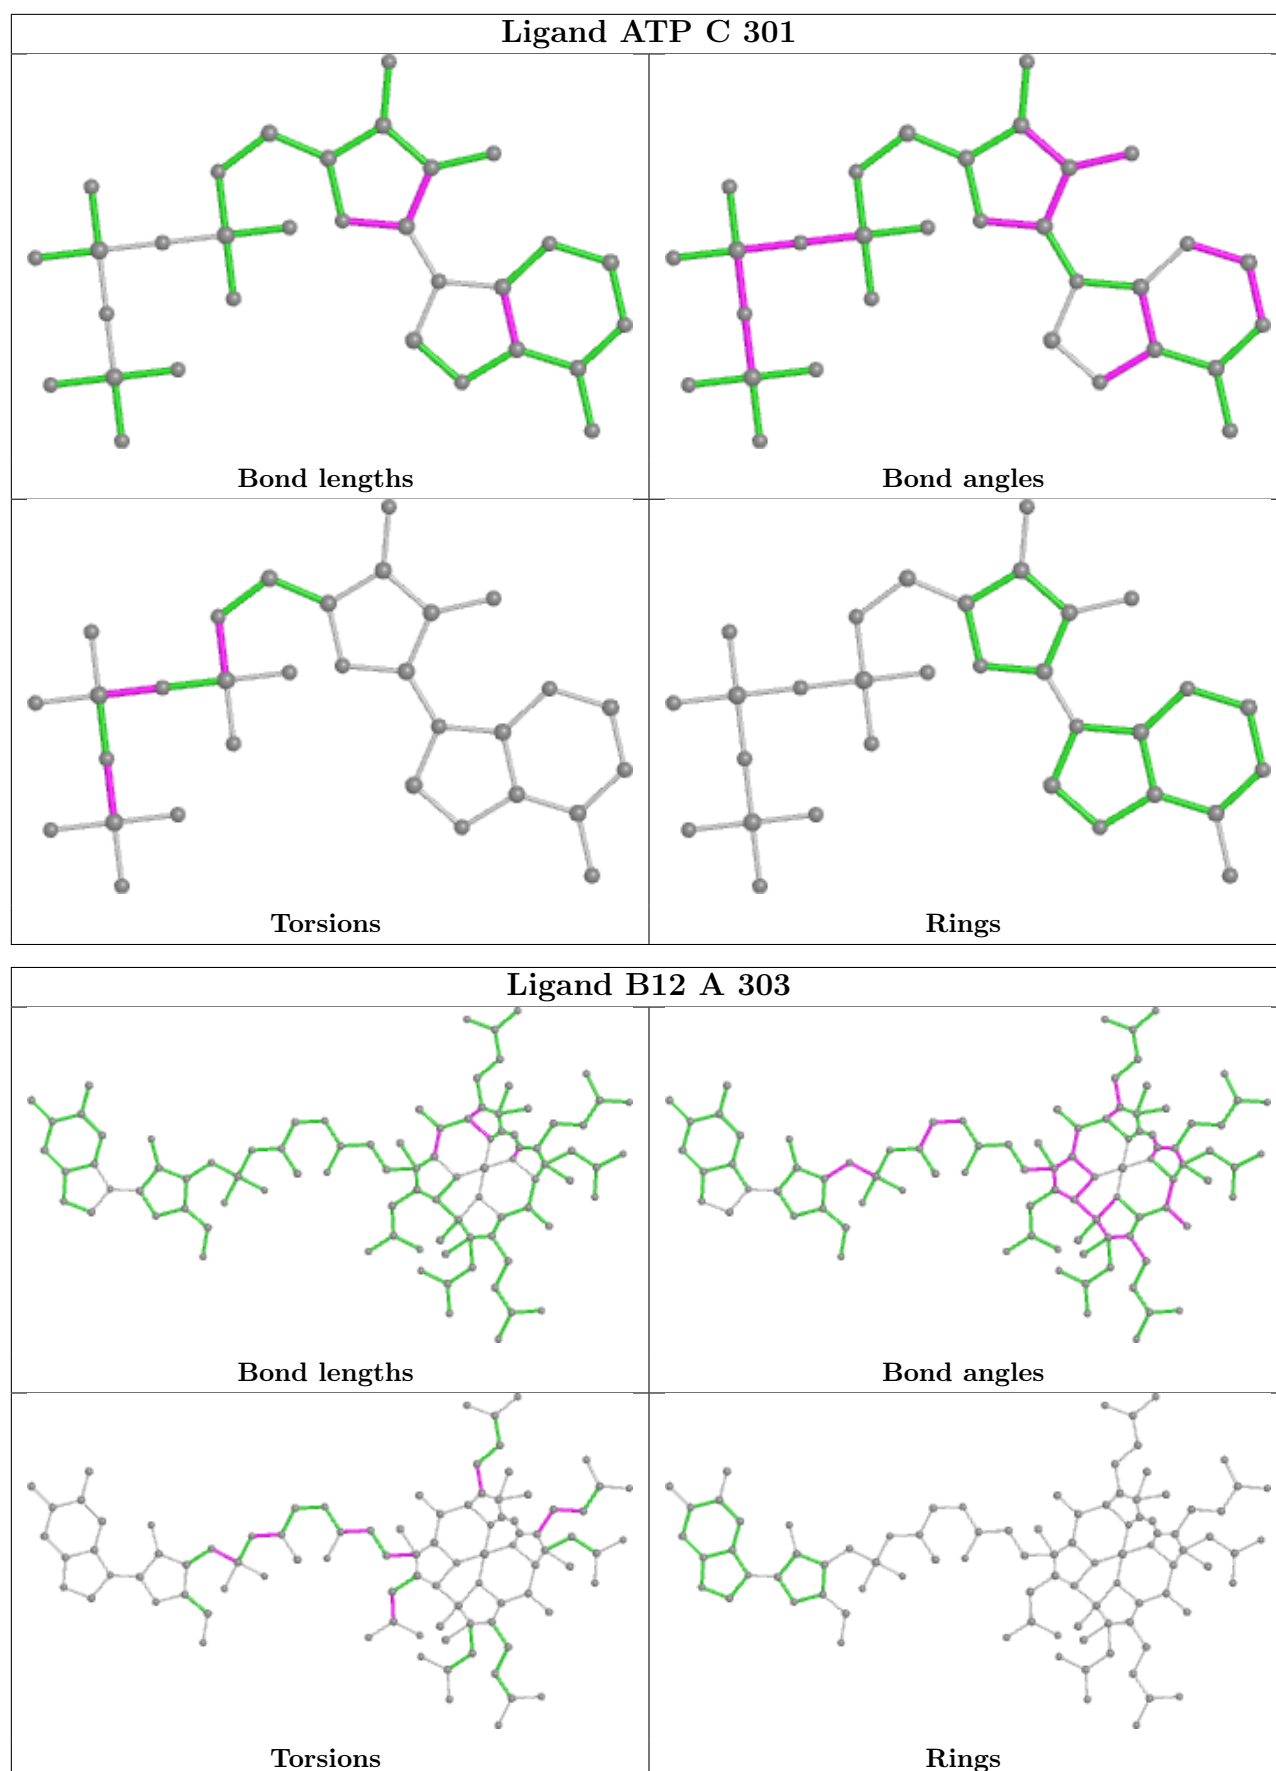 Ligand ATP C 301
Bond lengths
Bond angles
Torsions
Rings
Ligand B12 A 303
Bond lengths
Bond angles
Torsions
Rings